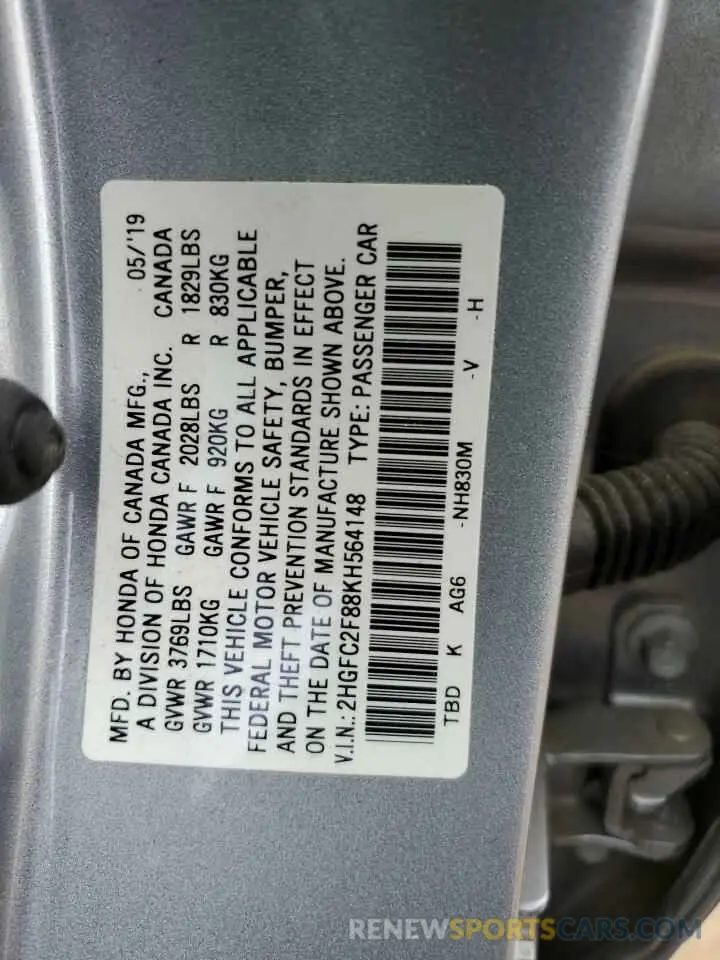 MFD. BY HONDA OF CANADA MFG., 05/'19
A DIVISION OF HONDA CANADA INC. CANADA
GVWR 3769LBS GAWR F 2028LBS R 1829LBS
GVWR 1710KG GAWR F 920KG R 830KG
THIS VEHICLE CONFORMS TO ALL APPLICABLE
FEDERAL MOTOR VEHICLE SAFETY, BUMPER,
AND THEFT PREVENTION STANDARDS IN EFFECT
ON THE DATE OF MANUFACTURE SHOWN ABOVE.
V.I.N.: 2HGFC2F88KH564148 TYPE: PASSENGER CAR
TBD K AG6 -NH830M -V -H
RENEWSPORTSCARS.COM